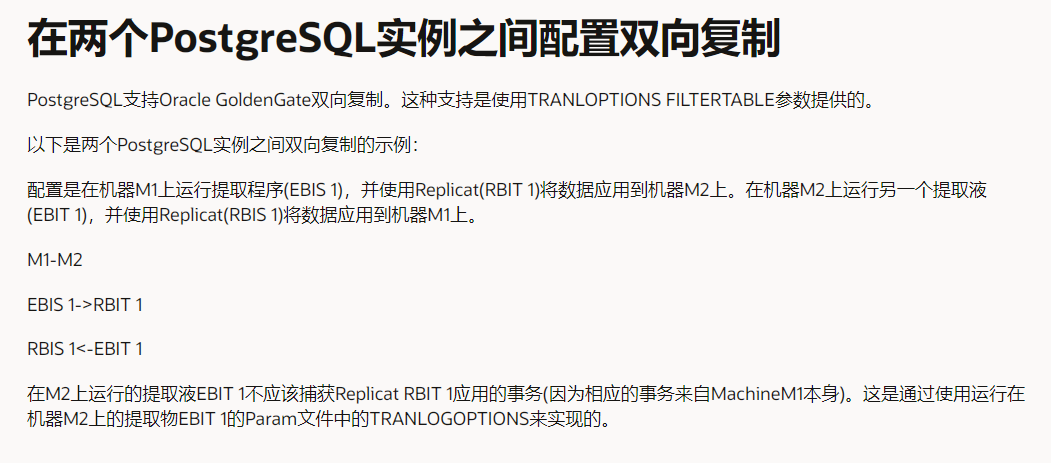 在两个PostgreSQL实例之间配置双向复制
PostgreSQL支持Oracle GoldenGate双向复制。这种支持是使用TRANLOPTIONS FILTERTABLE参数提供的。
以下是两个PostgreSQL实例之间双向复制的示例：
配置是在机器M1上运行提取程序(EBIS 1)，并使用Replicat(RBIT 1)将数据应用到机器M2上。在机器M2上运行另一个提取液
(EBIT 1)，并使用Replicat(RBIS 1)将数据应用到机器M1上。
M1-M2
EBIS 1->RBIT 1
RBIS 1<-EBIT 1
在M2上运行的提取液EBIT 1不应该捕获Replicat RBIT 1应用的事务(因为相应的事务来自MachineM1本身)。这是通过使用运行在
机器M2上的提取物EBIT 1的Param文件中的TRANLOGOPTIONS来实现的。